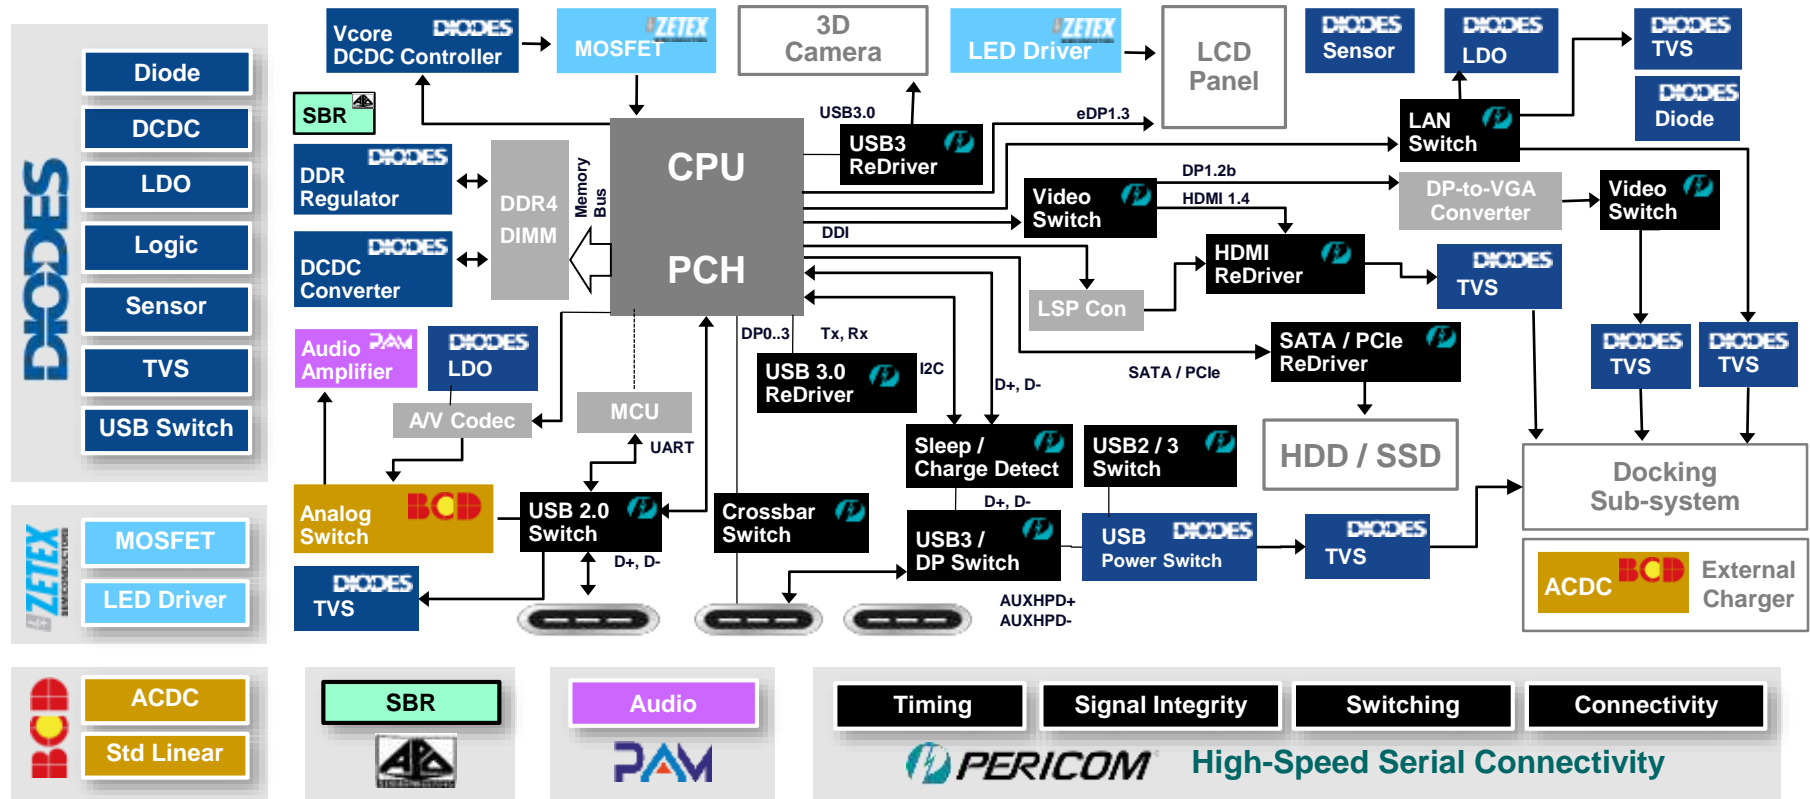 DIODES
Diode
DCDC
LDO
Logic
Sensor
TVS
USB Switch
ZETEX
SEMICONDUCTORS
MOSFET
LED Driver
BCD
ACDC
Std Linear
Vcore
DCDC Controller
DIODES
MOSFET
ZETEX
3D
Camera
LED Driver
ZETEX
LCD
Panel
DIODES
Sensor
DIODES
LDO
DIODES
TVS
DIODES
Diode
SBR
DIODES
DDR
Regulator
DIODES
DCDC
Converter
DDR4
DIMM
Memory
Bus
CPU
PCH
USB3.0
USB3
ReDriver
eDP1.3
LAN
Switch
Video
Switch
DP1.2b
HDMI 1.4
DP-to-VGA
Converter
Video
Switch
DDI
HDMI
ReDriver
LSP Con
DIODES
TVS
Audio
Amplifier
PAM
DIODES
LDO
A/V Codec
MCU
UART
DP0..3
Tx, Rx
USB 3.0
ReDriver
I2C
D+, D-
SATA / PCIe
SATA / PCIe
ReDriver
DIODES
TVS
DIODES
TVS
HDD / SSD
Docking
Sub-system
Sleep /
Charge Detect
USB2 / 3
Switch
D+, D-
Analog
Switch
BCD
USB 2.0
Switch
Crossbar
Switch
USB3 /
DP Switch
DIODES
USB
Power Switch
DIODES
TVS
D+, D-
DIODES
TVS
AUXHPD+
AUXHPD-
ACDC
BCD
External
Charger
SBR
Audio
PAM
Timing
Signal Integrity
Switching
Connectivity
PERICOM
High-Speed Serial Connectivity